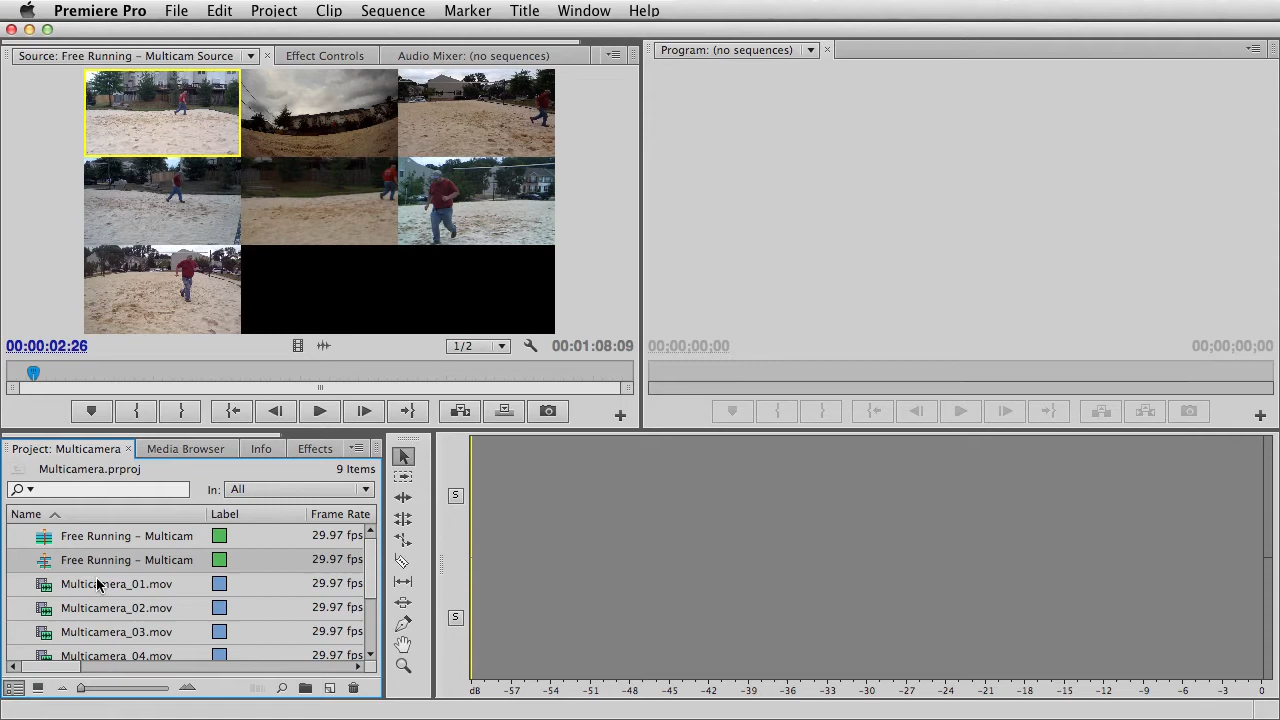 Premiere Pro File Edit Project Clip Sequence Marker Title Window Help
Source: Free Running – Multicam Source Effect Controls Audio Mixer: (no sequences)
Program: (no sequences)
00:00:02:26 1/2 00:01:08:09
00;00;00;00 00;00;00;00
Project: Multicamera Media Browser Info Effects
Multicamera.prproj 9 Items
In: All
Name Label Frame Rate
Free Running – Multicam 29.97 fps
Free Running – Multicam 29.97 fps
Multicamera_01.mov 29.97 fps
Multicamera_02.mov 29.97 fps
Multicamera_03.mov 29.97 fps
Multicamera_04.mov 29.97 fps
S
S
dB -57 -54 -51 -48 -45 -42 -39 -36 -33 -30 -27 -24 -21 -18 -15 -12 -9 -6 -3 0